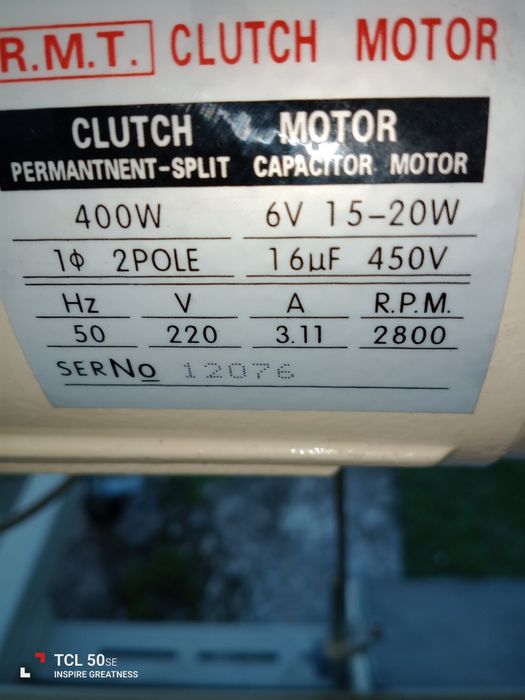 R.M.T. CLUTCH MOTOR
CLUTCH MOTOR
PERMANTNENT-SPLIT CAPACITOR MOTOR
400W 6V 15-20W
1Φ 2POLE 16μF 450V
Hz V A R.P.M.
50 220 3.11 2800
SERNo 12076
TCL 50SE
INSPIRE GREATNESS